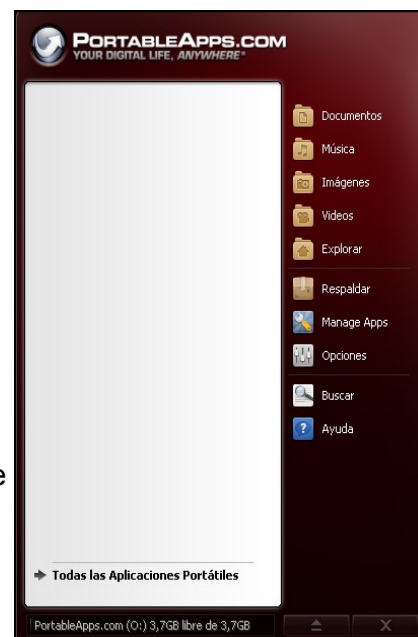 PORTABLEAPPS.COM
YOUR DIGITAL LIFE, ANYWHERE®
Documentos
Música
Imágenes
Videos
Explorar
Respaldar
Manage Apps
Opciones
Buscar
Ayuda
e
Todas las Aplicaciones Portátiles
PortableApps.com (O:) 3,7GB libre de 3,7GB